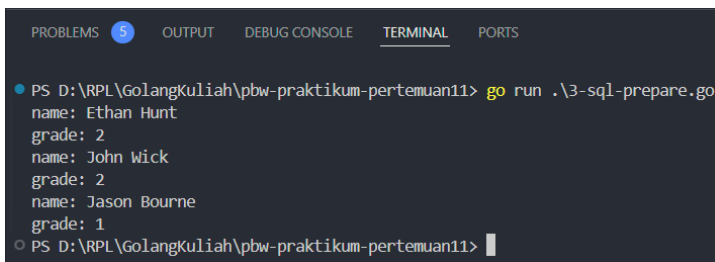 PROBLEMS 5 OUTPUT DEBUG CONSOLE TERMINAL PORTS
PS D:\RPL\GolangKuliah\pbw-praktikum-pertemuan11> go run .\3-sql-prepare.go
name: Ethan Hunt
grade: 2
name: John Wick
grade: 2
name: Jason Bourne
grade: 1
PS D:\RPL\GolangKuliah\pbw-praktikum-pertemuan11>